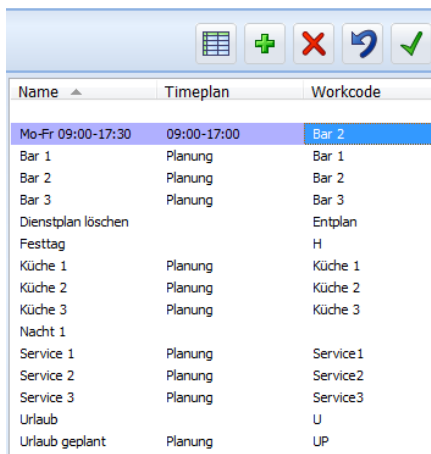 Name Timeplan Workcode
Mo-Fr 09:00-17:30 09:00-17:00 Bar 2
Bar 1 Planung Bar 1
Bar 2 Planung Bar 2
Bar 3 Planung Bar 3
Dienstplan löschen Entplan
Festtag H
Küche 1 Planung Küche 1
Küche 2 Planung Küche 2
Küche 3 Planung Küche 3
Nacht 1
Service 1 Planung Service1
Service 2 Planung Service2
Service 3 Planung Service3
Urlaub U
Urlaub geplant Planung UP